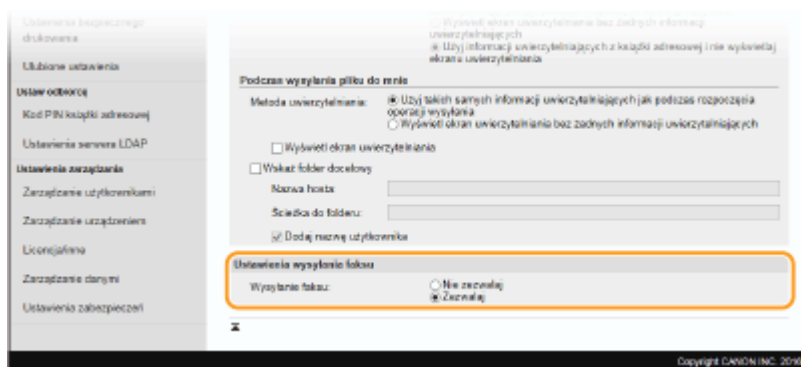 Ustawienia bezpiecznego
drukowania
Ulubione ustawienia
Ustaw odbiorcę
Kod PIN książki adresowej
Ustawienia serwera LDAP
Ustawienia zarządzania
Zarządzanie użytkownikami
Zarządzanie urządzeniem
Licencja/inne
Zarządzanie danymi
Ustawienia zabezpieczeń
Wyświetl ekran uwierzytelniania bez żadnych informacji
uwierzytelniających
Użyj informacji uwierzytelniających z książki adresowej i nie wyświetlaj
ekranu uwierzytelniania
Podczas wysyłania pliku do mnie
Metoda uwierzytelniania: Użyj takich samych informacji uwierzytelniających jak podczas rozpoczęcia
operacji wysyłania
Wyświetl ekran uwierzytelniania bez żadnych informacji uwierzytelniających
Wyświetl ekran uwierzytelniania
Wskaż folder docelowy
Nazwa hosta:
Ścieżka do folderu:
Dodaj nazwę użytkownika
Ustawienia wysyłania faksu
Wysyłanie faksu: Nie zezwalaj
Zezwalaj
Copyright CANON INC. 2016